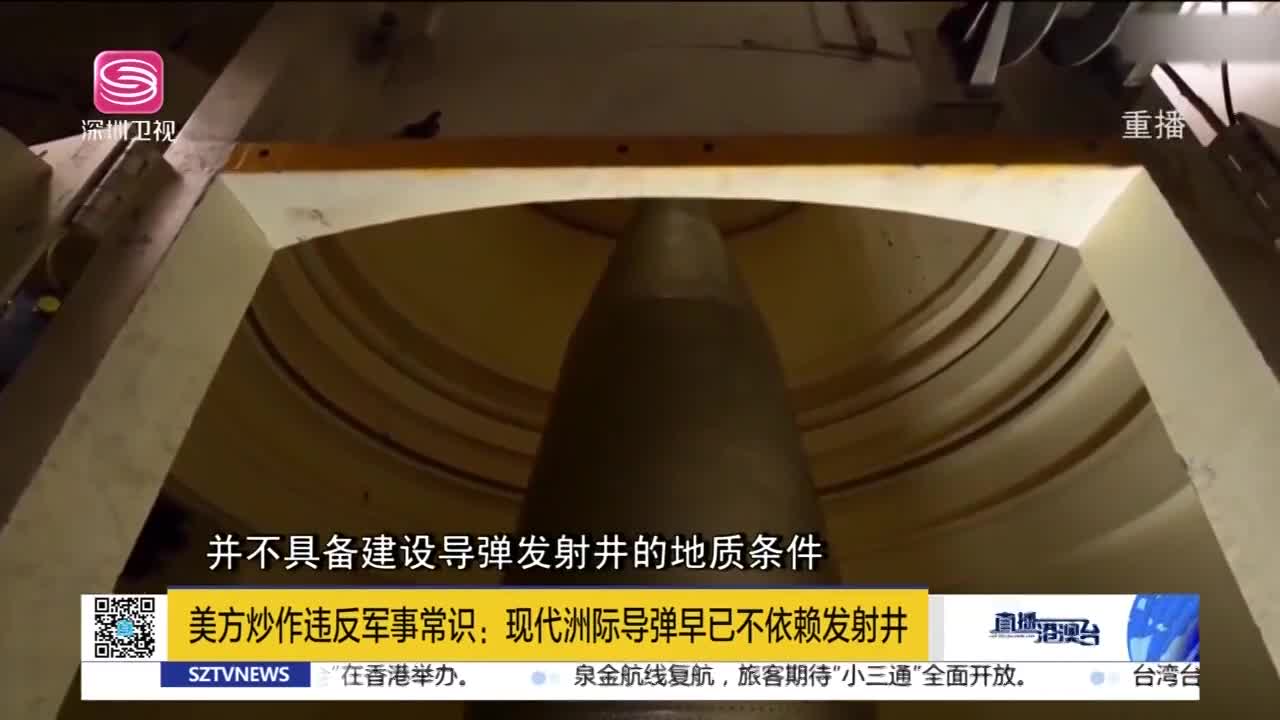 深圳卫视
重播
并不具备建设导弹发射井的地质条件
美方炒作违反军事常识：现代洲际导弹早已不依赖发射井
直播港澳台
SZTVNEWS
”在香港举办。
泉金航线复航，旅客期待“小三通”全面开放。
台湾台